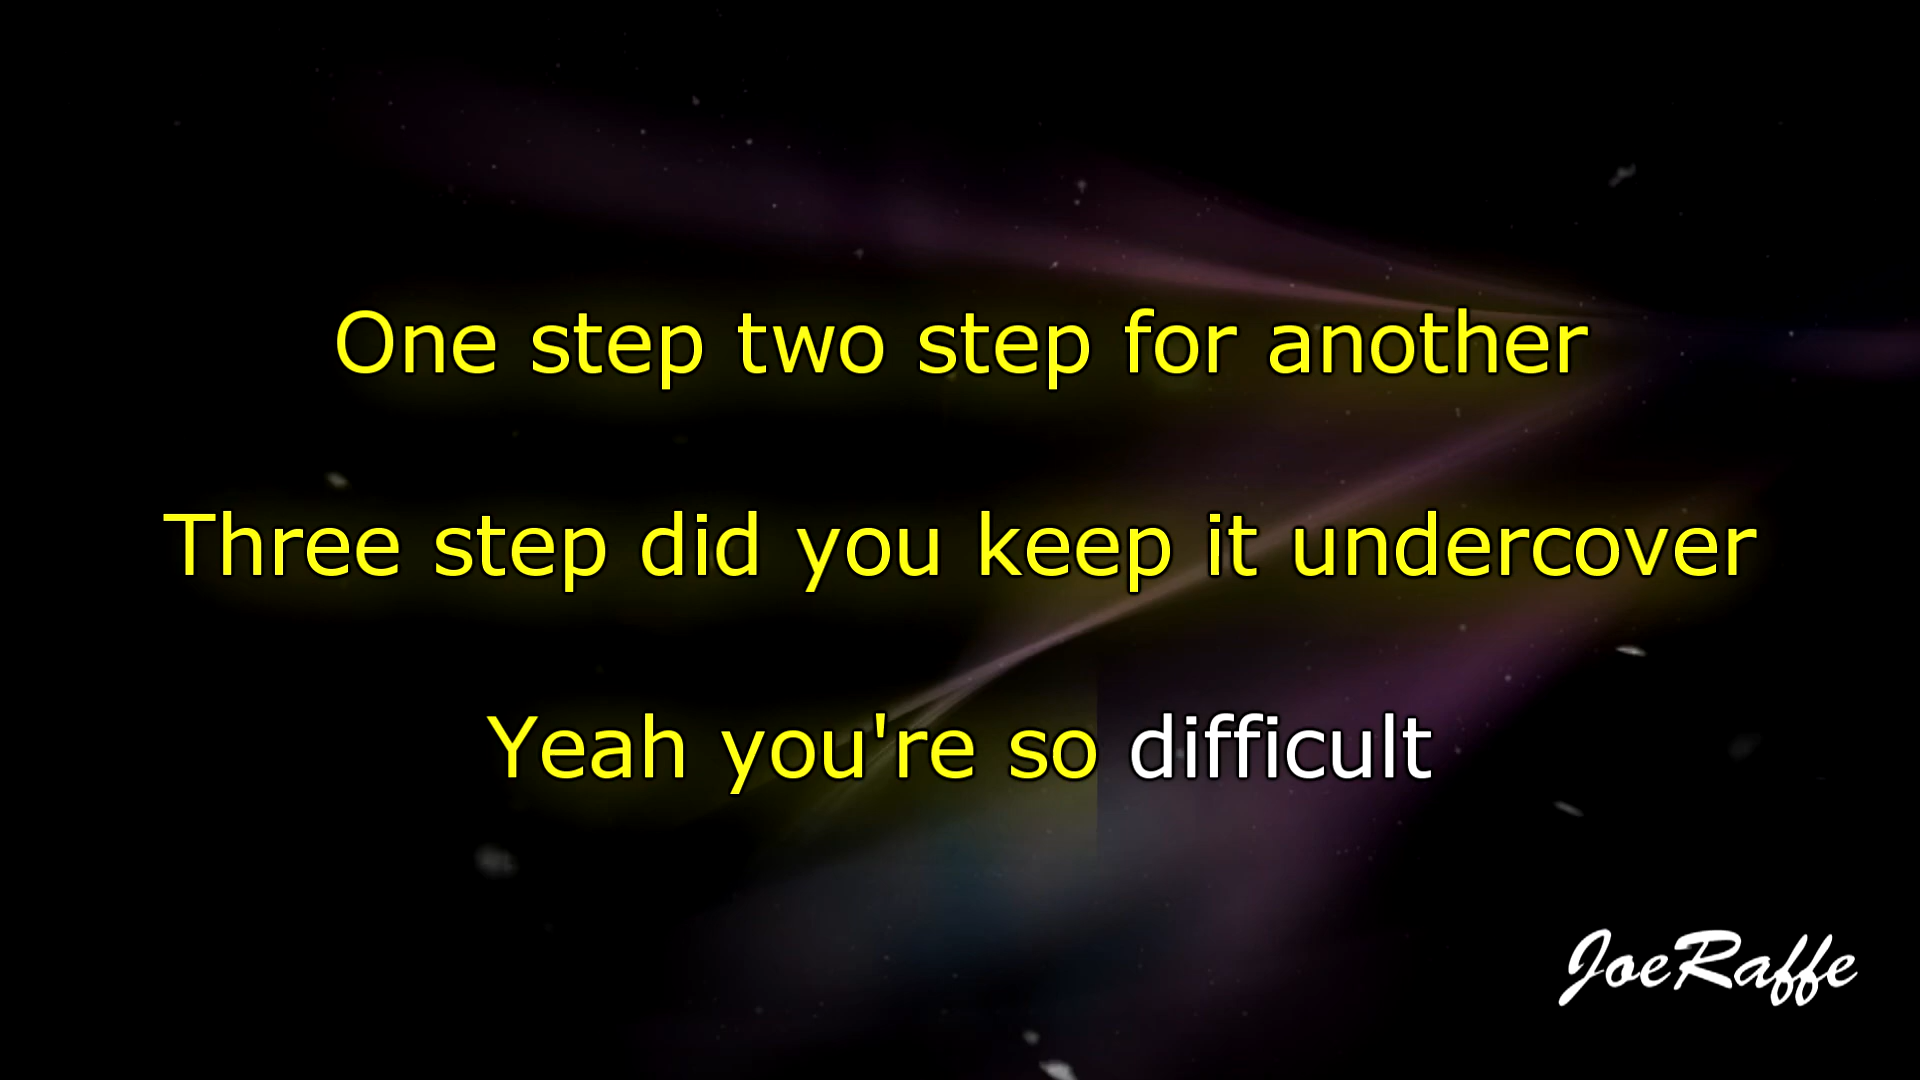 One step two step for another
Three step did you keep it undercover
Yeah you're so difficult
JoeRaffe